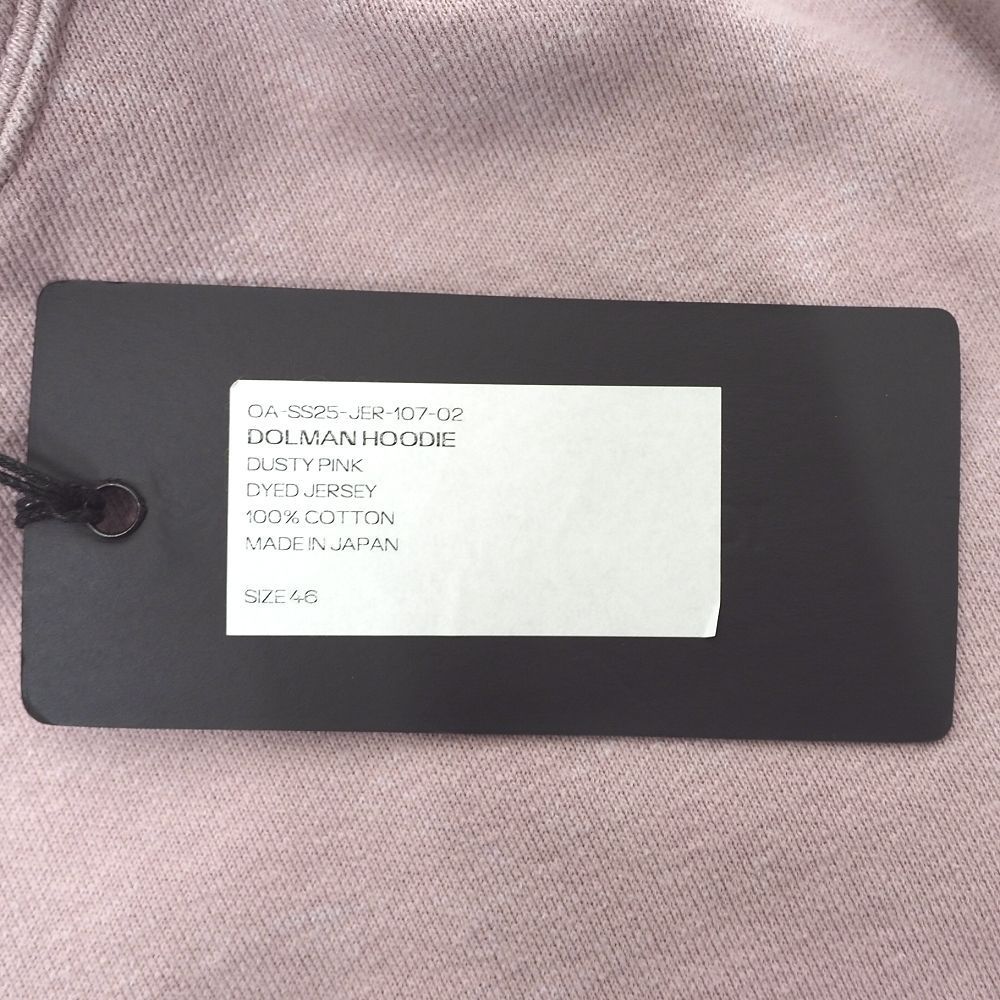 OA-SS25-JER-107-02
DOLMAN HOODIE
DUSTY PINK
DYED JERSEY
100% COTTON
MADE IN JAPAN
SIZE 46